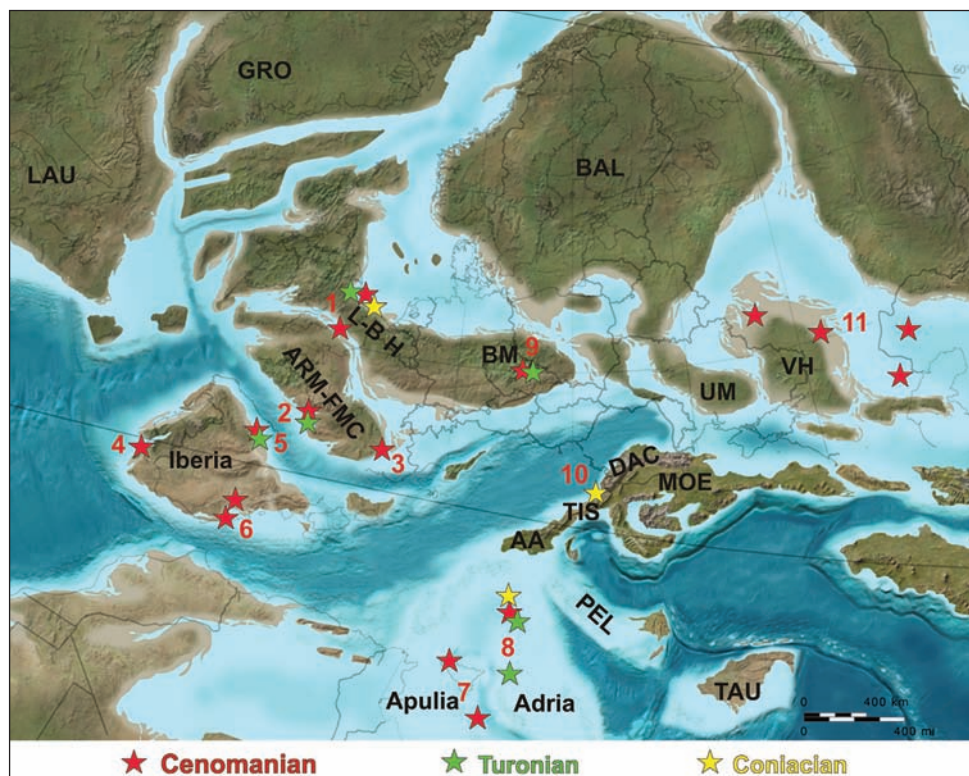 GRO
60°
LAU
BAL
1
L-B H
BM 9
11
VH
ARM-FMC
UM
2
3
4
5
Iberia
10
DAC
MOE
TIS
6
AA
PEL
8
7
Apulia
Adria
TAU
0 400 km
400 mi
Cenomanian Turonian Coniacian